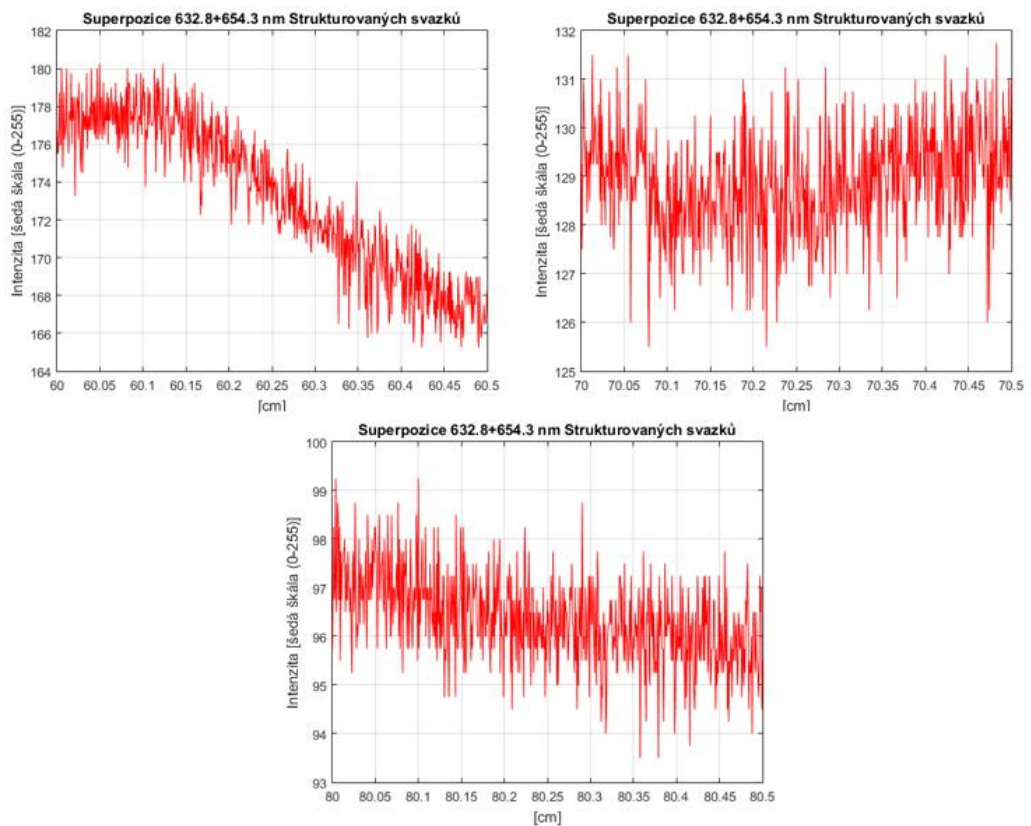 Superpozice 632.8+654.3 nm Strukturovaných svazků
Intenzita [šedá škála (0-255)]
182
180
178
176
174
172
170
168
166
164
60 60.05 60.1 60.15 60.2 60.25 60.3 60.35 60.4 60.45 60.5
[cm]
Superpozice 632.8+654.3 nm Strukturovaných svazků
Intenzita [šedá škála (0-255)]
132
131
130
129
128
127
126
125
70 70.05 70.1 70.15 70.2 70.25 70.3 70.35 70.4 70.45 70.5
[cm]
Superpozice 632.8+654.3 nm Strukturovaných svazků
Intenzita [šedá škála (0-255)]
100
99
98
97
96
95
94
93
80 80.05 80.1 80.15 80.2 80.25 80.3 80.35 80.4 80.45 80.5
[cm]